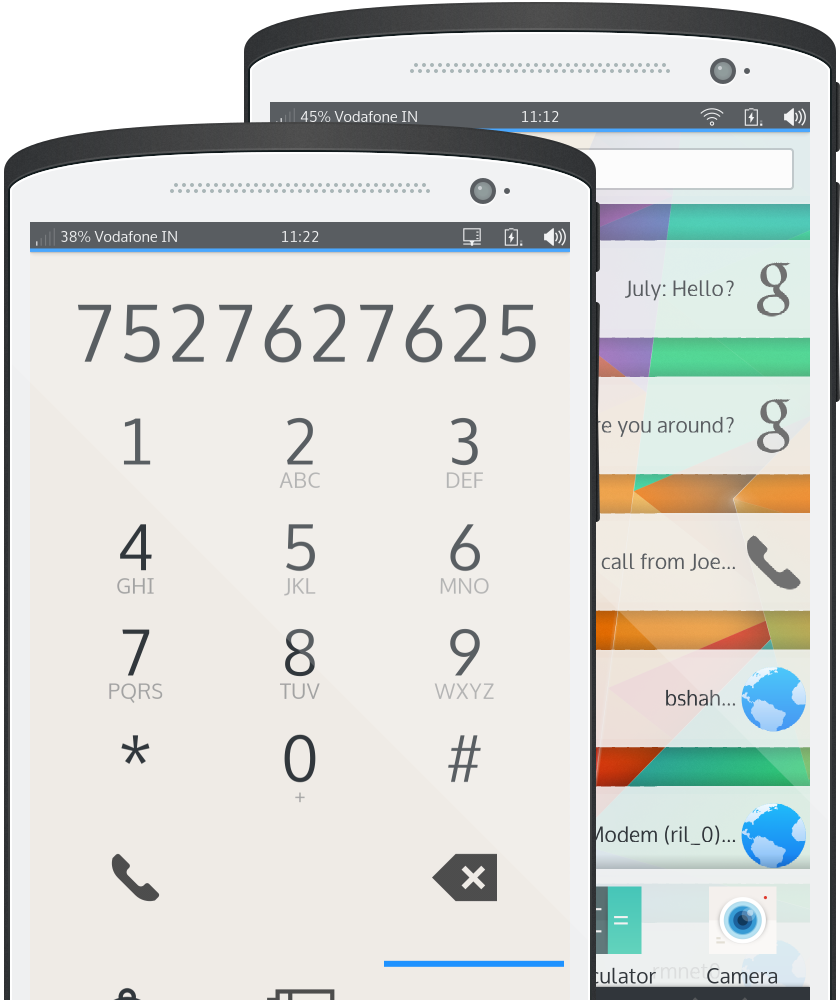 45% Vodafone IN 11:12
July: Hello?
you around?
call from Joe...
bshah...
Modem (ril_0)...
Camera
38% Vodafone IN 11:22
7527627625
1 2 3
ABC DEF
4 5 6
GHI JKL MNO
7 8 9
PQRS TUV WXYZ
* 0 #
+